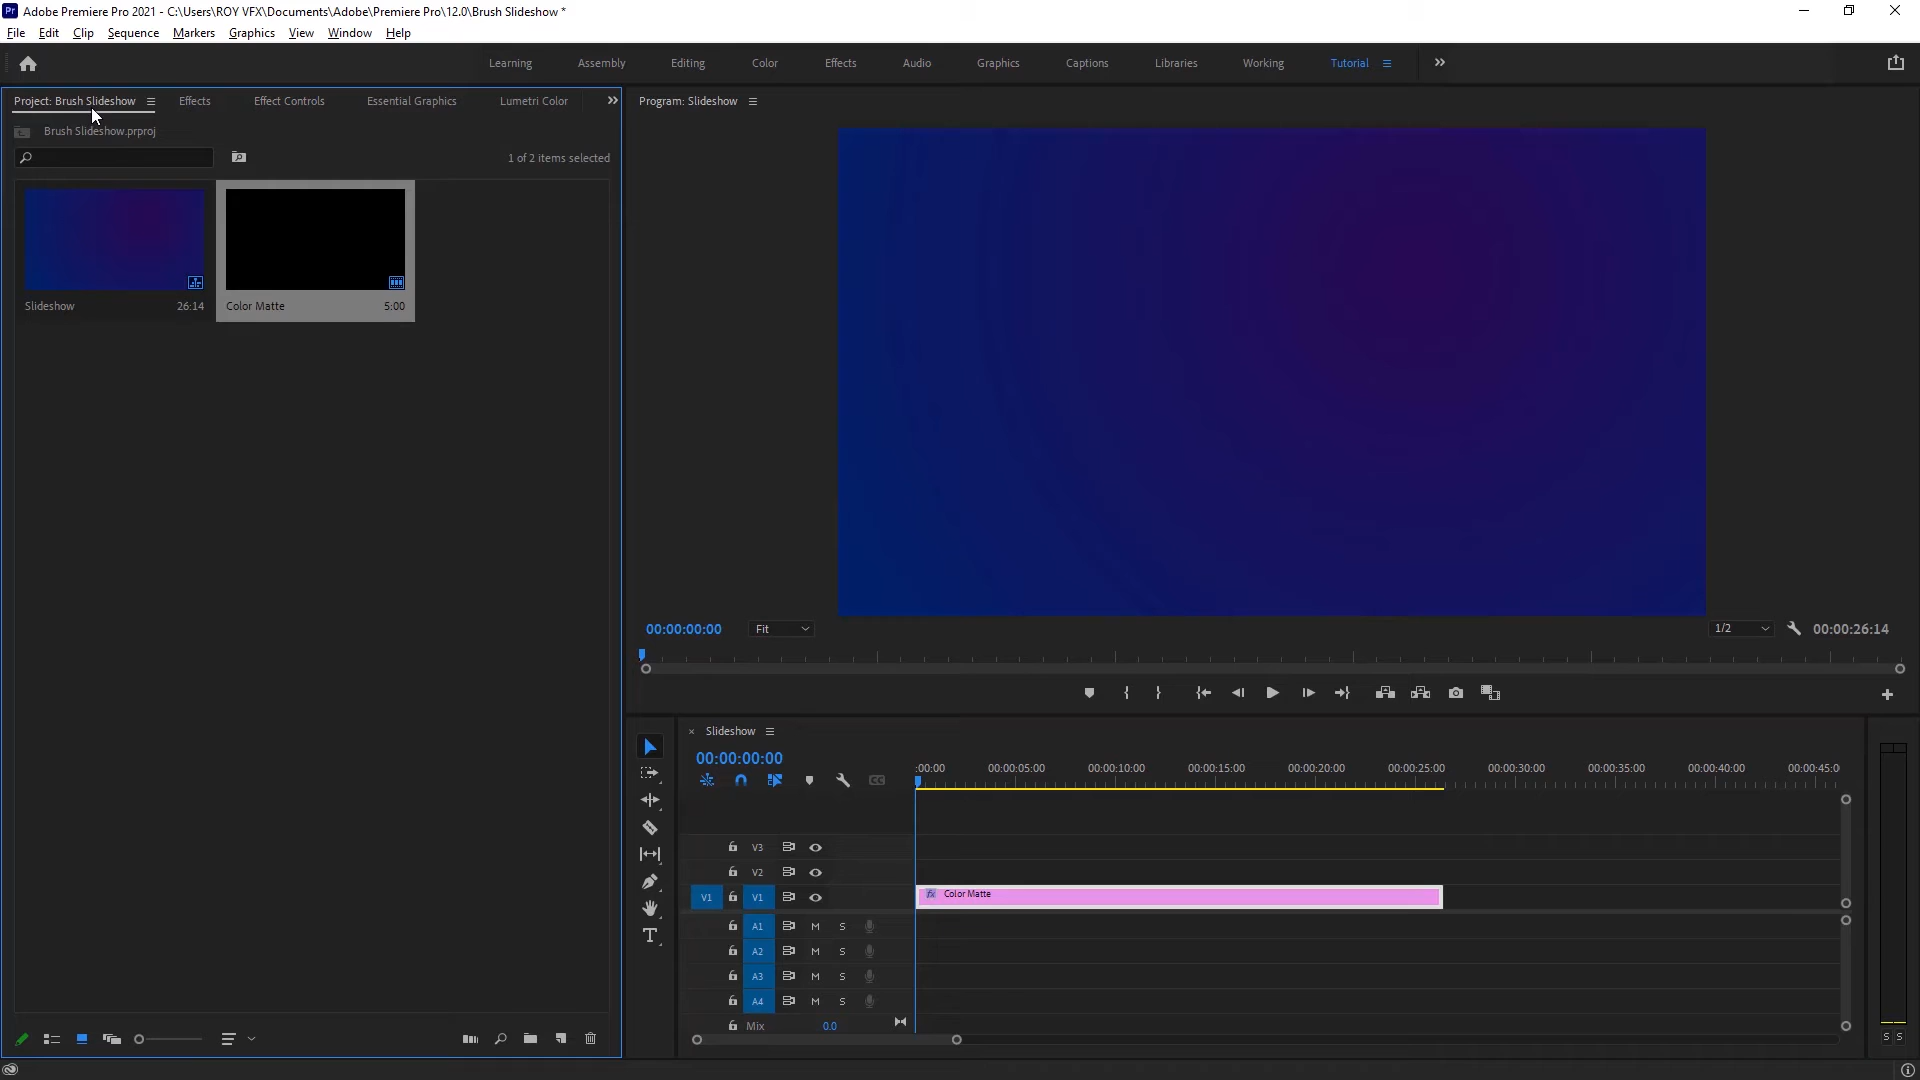 Pr Adobe Premiere Pro 2021 - C:\Users\ROY VFX\Documents\Adobe\Premiere Pro\12.0\Brush Slideshow *
File Edit Clip Sequence Markers Graphics View Window Help
Learning Assembly Editing Color Effects Audio Graphics Captions Libraries Working Tutorial
Project: Brush Slideshow Effects Effect Controls Essential Graphics Lumetri Color
Program: Slideshow
Brush Slideshow.prproj
1 of 2 items selected
Slideshow 26:14 Color Matte 5:00
00:00:00:00 Fit 1/2 00:00:26:14
Slideshow
00:00:00:00
:00:00 00:00:05:00 00:00:10:00 00:00:15:00 00:00:20:00 00:00:25:00 00:00:30:00 00:00:35:00 00:00:40:00 00:00:45:0
V3
V2
V1 V1 fx Color Matte
A1 M S
A2 M S
A3 M S
A4 M S
Mix 0.0
S S